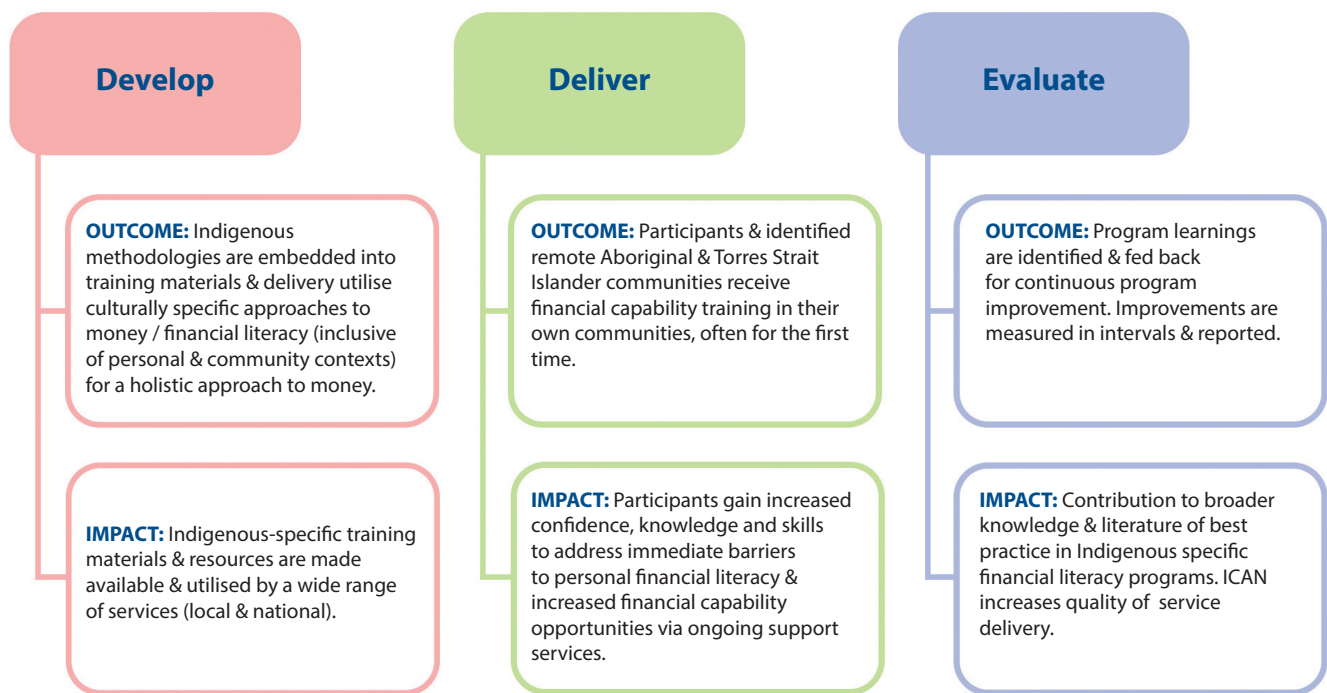 Develop
OUTCOME: Indigenous
methodologies are embedded into
training materials & delivery utilise
culturally specific approaches to
money / financial literacy (inclusive
of personal & community contexts)
for a holistic approach to money.
IMPACT: Indigenous-specific training
materials & resources are made
available & utilised by a wide range
of services (local & national).
Deliver
OUTCOME: Participants & identified
remote Aboriginal & Torres Strait
Islander communities receive
financial capability training in their
own communities, often for the first
time.
IMPACT: Participants gain increased
confidence, knowledge and skills
to address immediate barriers
to personal financial literacy &
increased financial capability
opportunities via ongoing support
services.
Evaluate
OUTCOME: Program learnings
are identified & fed back
for continuous program
improvement. Improvements are
measured in intervals & reported.
IMPACT: Contribution to broader
knowledge & literature of best
practice in Indigenous specific
financial literacy programs. ICAN
increases quality of service
delivery.